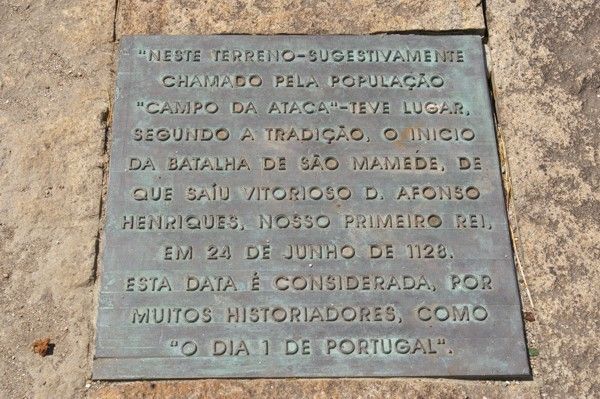 "NESTE TERRENO-SUGESTIVAMENTE
CHAMADO PELA POPULAÇÃO
"CAMPO DA ATACA"-TEVE LUGAR,
SEGUNDO A TRADIÇÃO, O INICIO
DA BATALHA DE SÃO MAMEDE, DE
QUE SAÍU VITORIOSO D. AFONSO
HENRIQUES, NOSSO PRIMEIRO REI,
EM 24 DE JUNHO DE 1128.
ESTA DATA É CONSIDERADA, POR
MUITOS HISTORIADORES, COMO
"O DIA 1 DE PORTUGAL".